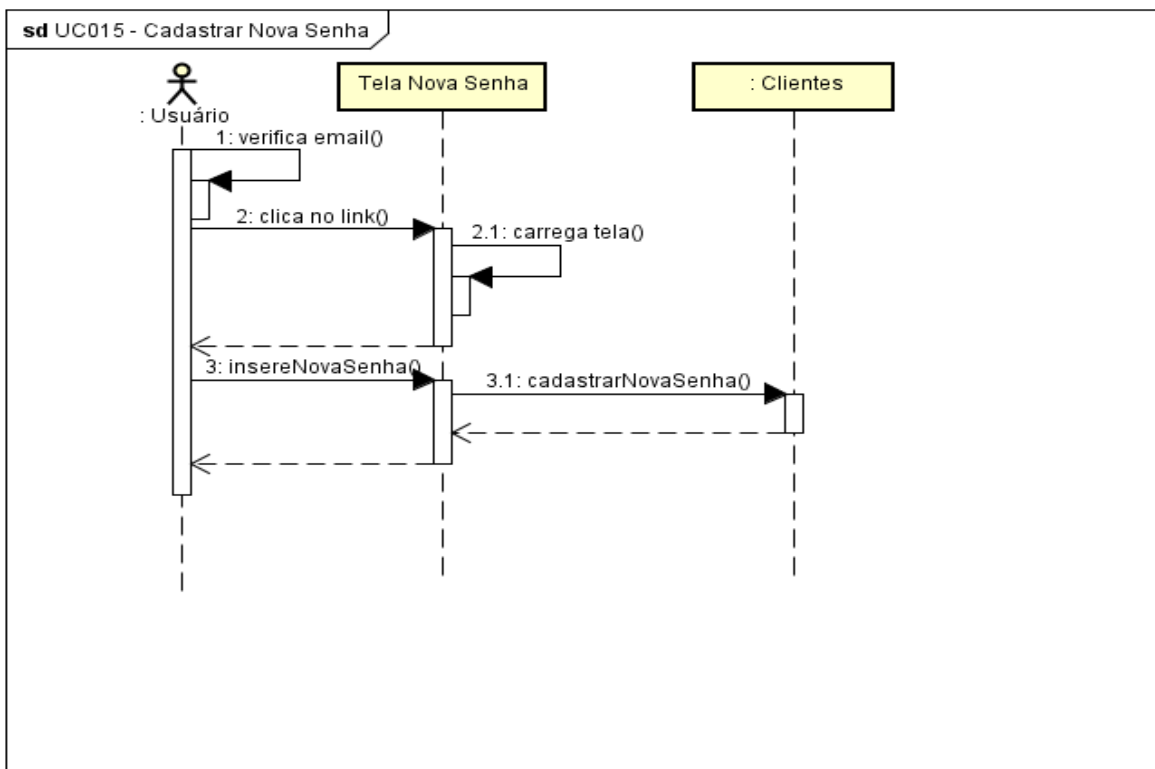 sd UC015 - Cadastrar Nova Senha
Tela Nova Senha
: Clientes
: Usuário
1: verifica email()
2: clica no link()
2.1: carrega tela()
3: insereNovaSenha()
3.1: cadastrarNovaSenha()